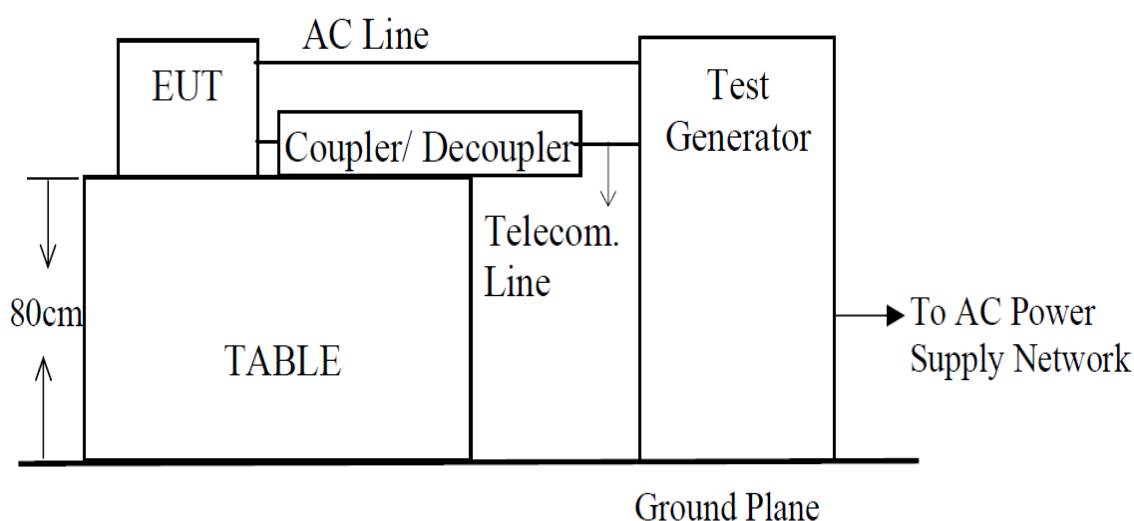 AC Line
EUT
Test
Generator
Coupler/ Decoupler
Telecom.
Line
80cm
To AC Power
Supply Network
TABLE
Ground Plane